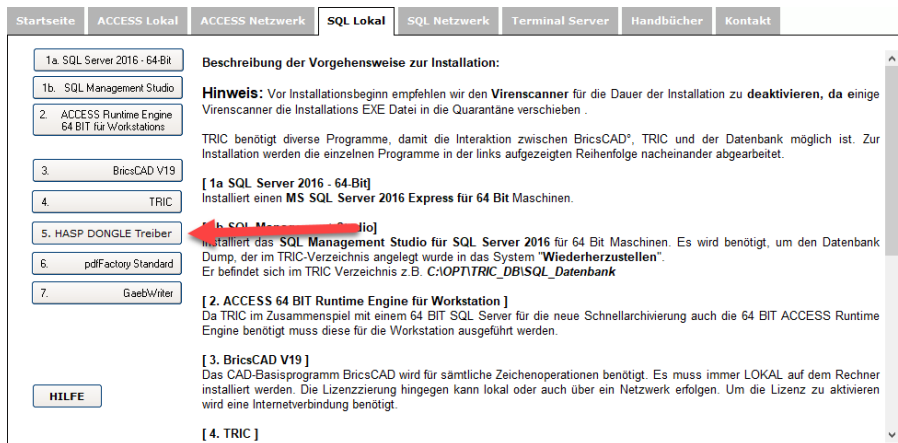 Startseite
ACCESS Lokal
ACCESS Netzwerk
SQL Lokal
SQL Netzwerk
Terminal Server
Handbücher
Kontakt
1a. SQL Server 2016 - 64-Bit
1b. SQL Management Studio
2. ACCESS Runtime Engine
64 BIT für Workstations
3. BricsCAD V19
4. TRIC
5. HASP DONGLE Treiber
6. pdfFactory Standard
7. GaebWriter
HILFE
Beschreibung der Vorgehensweise zur Installation:
Hinweis: Vor Installationsbeginn empfehlen wir den Virenscanner für die Dauer der Installation zu deaktivieren, da einige
Virenscanner die Installations EXE Datei in die Quarantäne verschieben .
TRIC benötigt diverse Programme, damit die Interaktion zwischen BricsCAD°, TRIC und der Datenbank möglich ist. Zur
Installation werden die einzelnen Programme in der links aufgezeigten Reihenfolge nacheinander abgearbeitet.
[ 1a SQL Server 2016 - 64-Bit]
Installiert einen MS SQL Server 2016 Express für 64 Bit Maschinen.
SQL Management Studio]
Installiert das SQL Management Studio für SQL Server 2016 für 64 Bit Maschinen. Es wird benötigt, um den Datenbank
Dump, der im TRIC-Verzeichnis angelegt wurde in das System "Wiederherzustellen".
Er befindet sich im TRIC Verzeichnis z.B. C:\OPT\TRIC_DB\SQL_Datenbank
[ 2. ACCESS 64 BIT Runtime Engine für Workstation ]
Da TRIC im Zusammenspiel mit einem 64 BIT SQL Server für die neue Schnellarchivierung auch die 64 BIT ACCESS Runtime
Engine benötigt muss diese für die Workstation ausgeführt werden.
[ 3. BricsCAD V19 ]
Das CAD-Basisprogramm BricsCAD wird für sämtliche Zeichenoperationen benötigt. Es muss immer LOKAL auf dem Rechner
installiert werden. Die Lizenzzierung hingegen kann lokal oder auch über ein Netzwerk erfolgen. Um die Lizenz zu aktivieren
wird eine Internetverbindung benötigt.
[ 4. TRIC ]